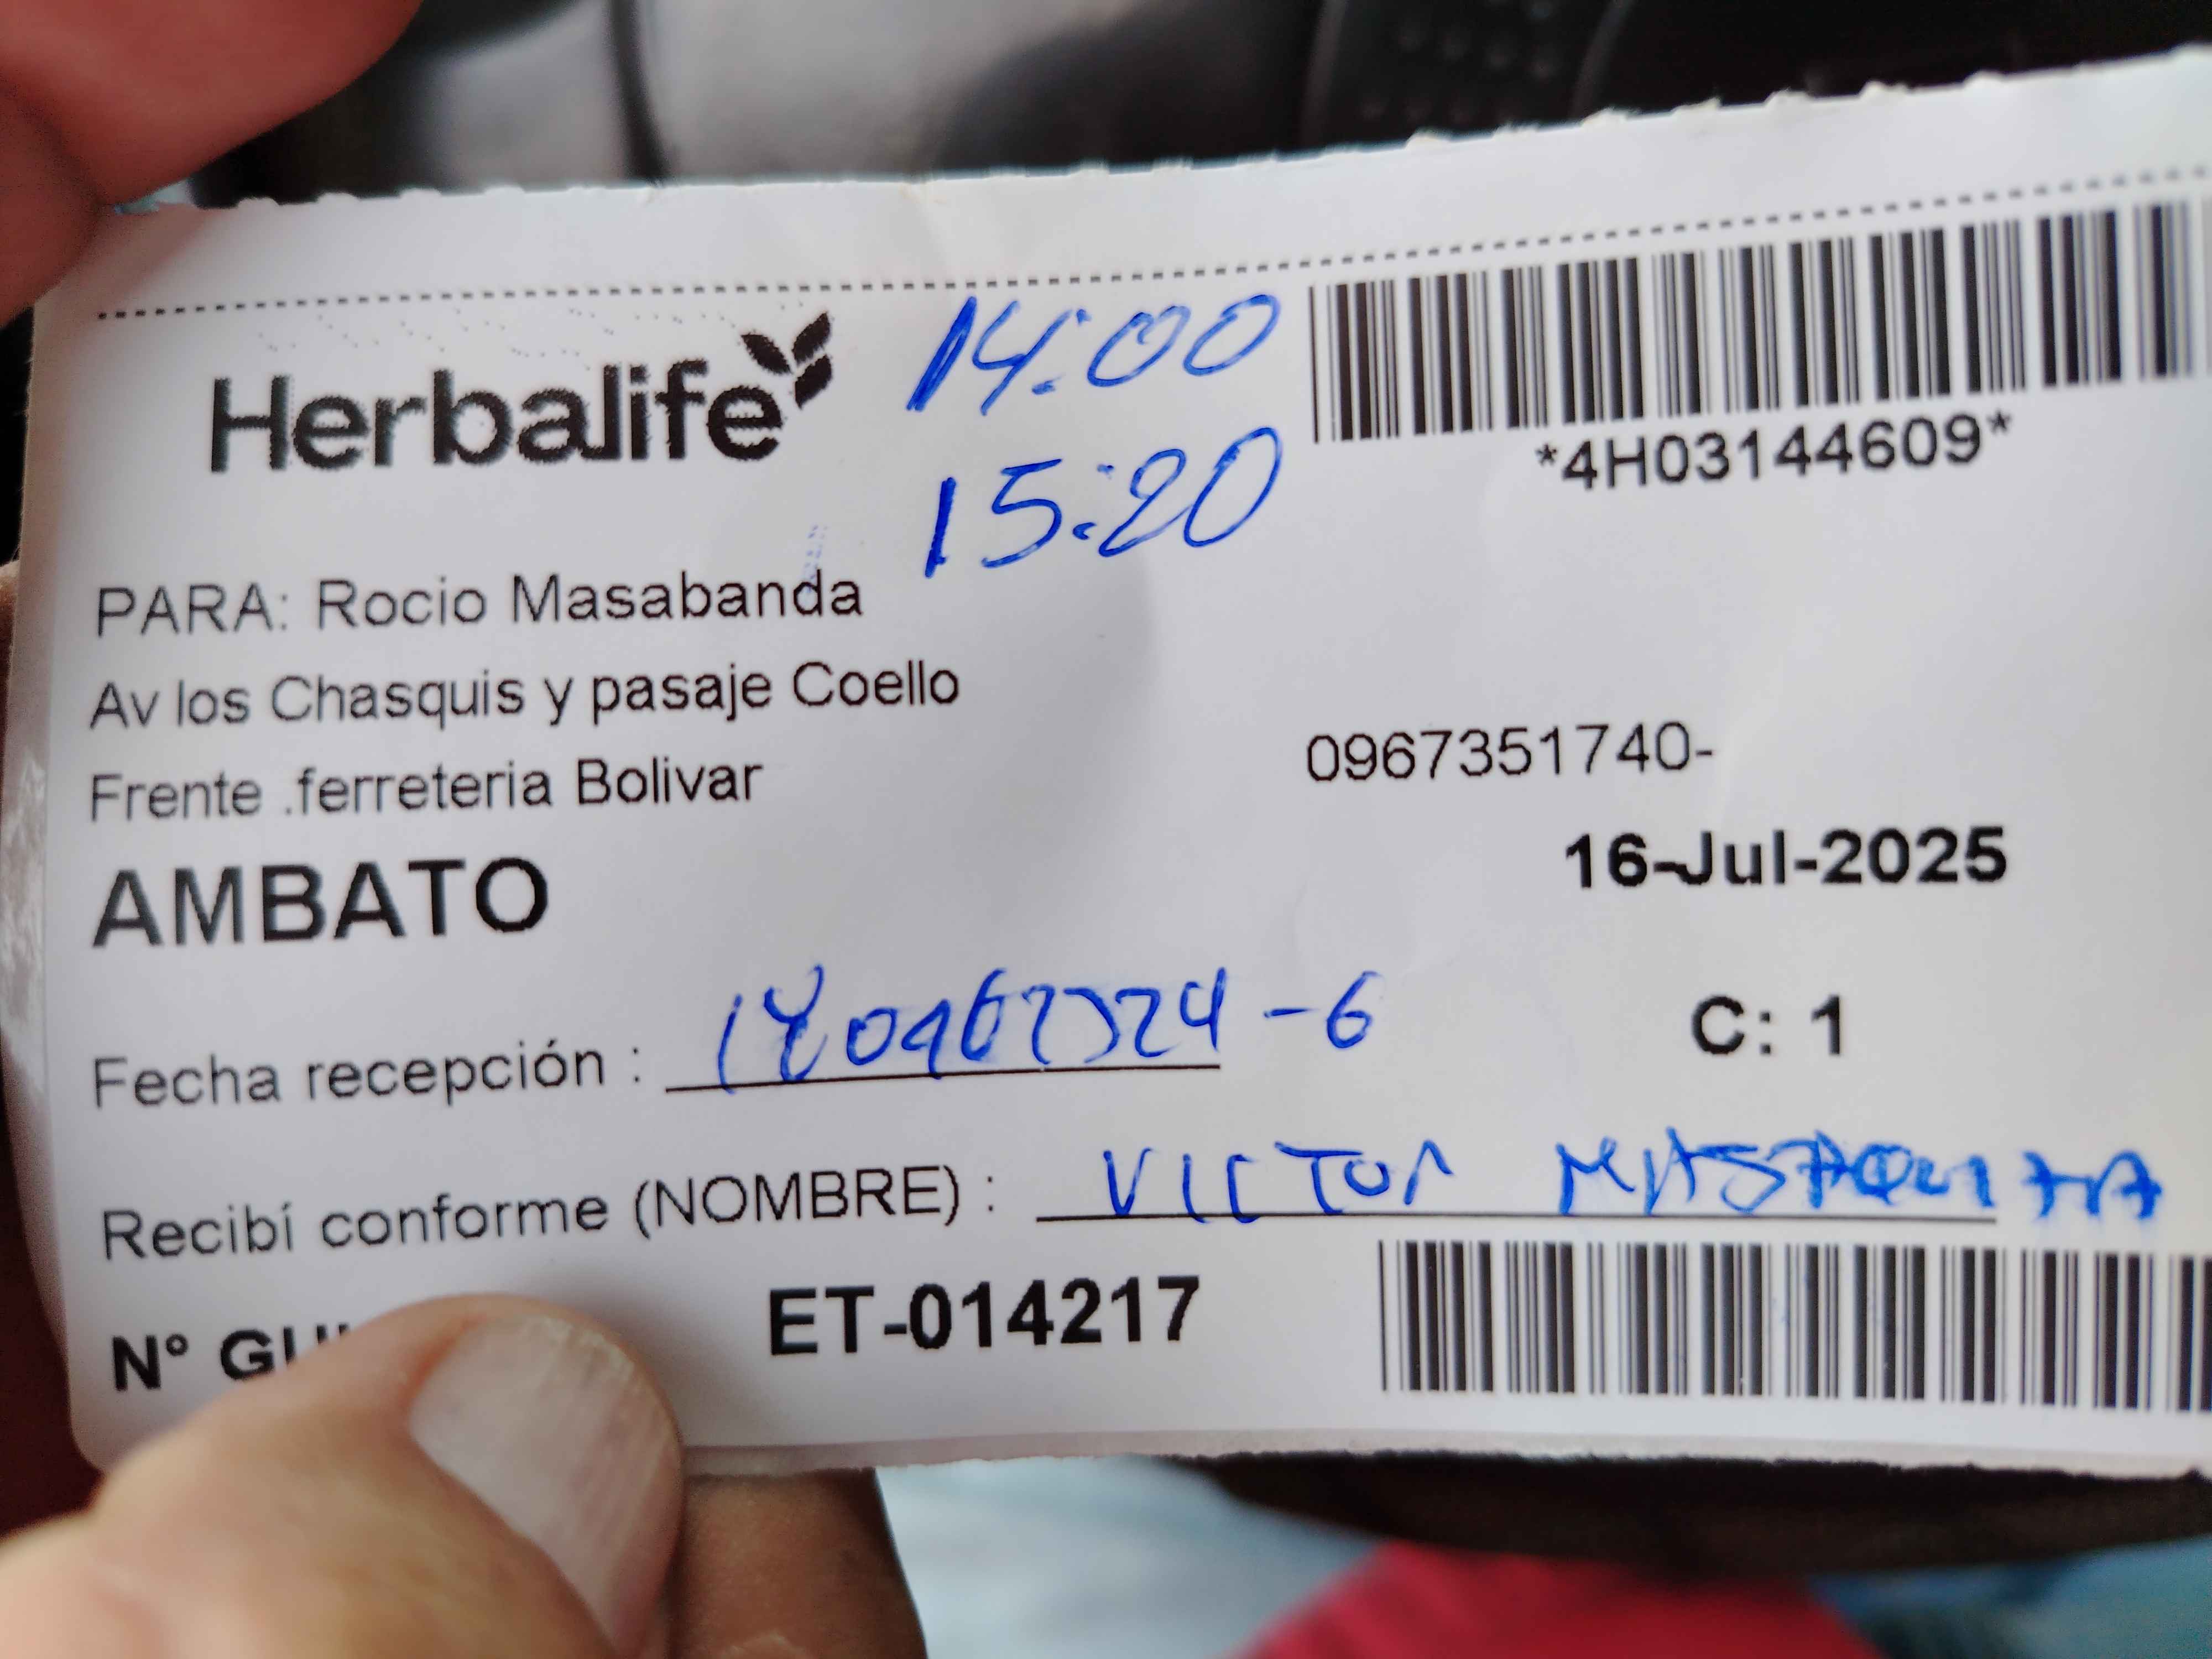 Herbalife
14:00
15:20
*4H03144609*
PARA: Rocio Masabanda
Av los Chasquis y pasaje Coello
Frente .ferreteria Bolivar
0967351740-
AMBATO
16-Jul-2025
Fecha recepción :
C: 1
Recibí conforme (NOMBRE) : VICTOR
N°
ET-014217